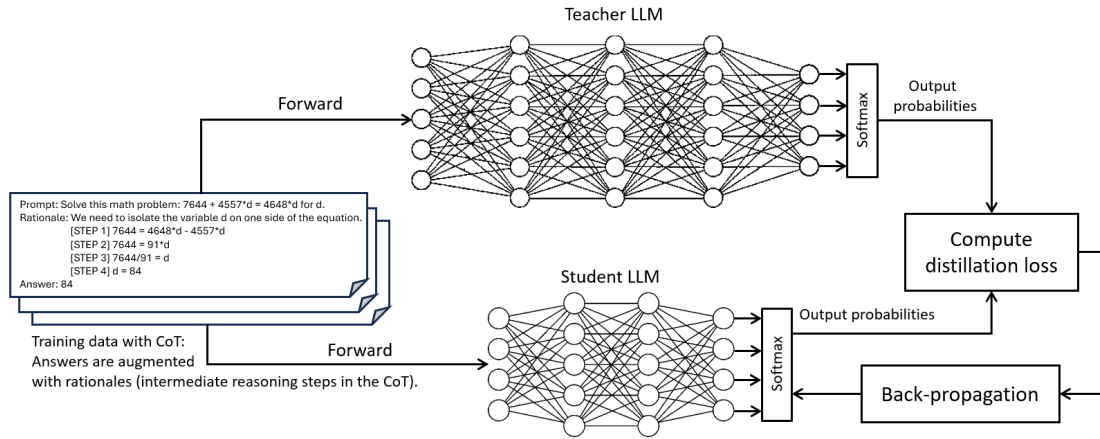 Teacher LLM
Forward
Softmax
Output
probabilities
Prompt: Solve this math problem: 7644 + 4557*d = 4648*d for d.
Rationale: We need to isolate the variable d on one side of the equation.
[STEP 1] 7644 = 4648*d - 4557*d
[STEP 2] 7644 = 91*d
[STEP 3] 7644/91 = d
[STEP 4] d = 84
Answer: 84
Compute
distillation loss
Student LLM
Output probabilities
Softmax
Training data with CoT:
Answers are augmented
with rationales (intermediate reasoning steps in the CoT).
Forward
Back-propagation